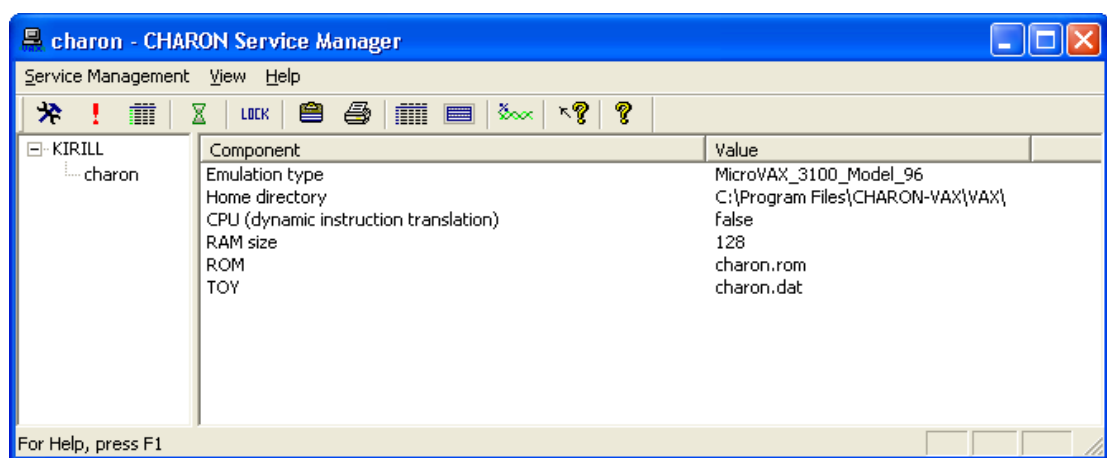 charon - CHARON Service Manager
Service Management View Help
LOCK
KIRILL
charon
Component Value
Emulation type MicroVAX_3100_Model_96
Home directory C:\Program Files\CHARON-VAX\VAX\
CPU (dynamic instruction translation) false
RAM size 128
ROM charon.rom
TOY charon.dat
For Help, press F1